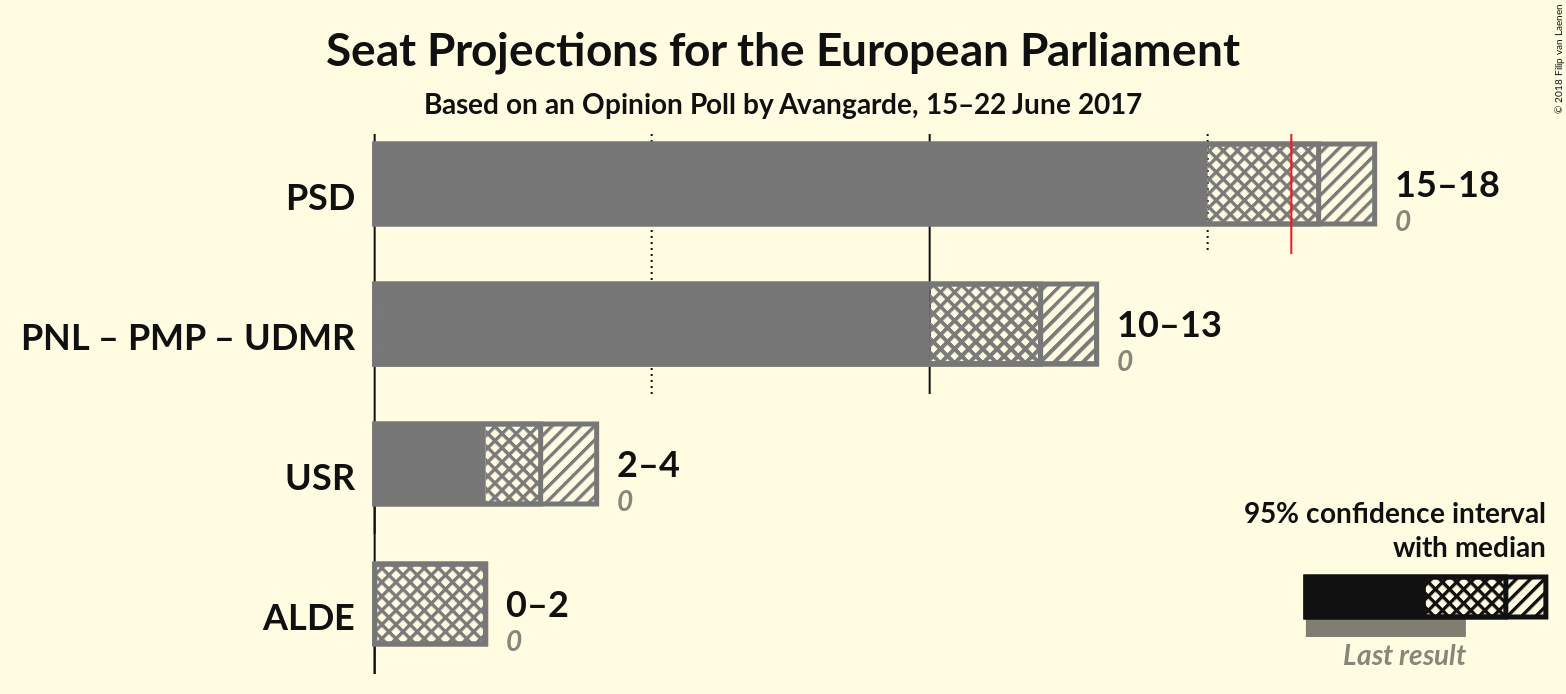 Seat Projections for the European Parliament
Based on an Opinion Poll by Avangarde, 15–22 June 2017
© 2018 Filip van Laenen
PSD
15–18
0
PNL – PMP – UDMR
10–13
0
USR
2–4
0
ALDE
0–2
0
95% confidence interval
with median
Last result